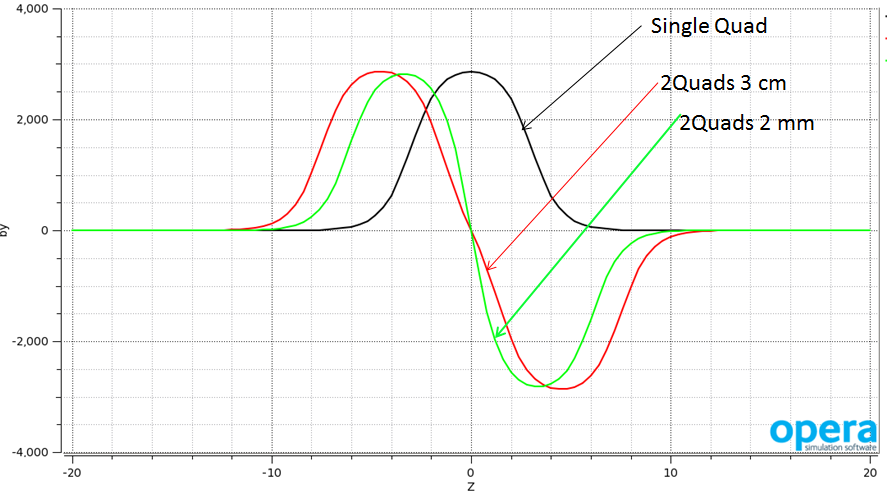 4,000
Single Quad
2Quads 3 cm
2,000
2Quads 2 mm
by
0
-2,000
opera
simulation software
-4,000
-20
-10
0
10
20
Z